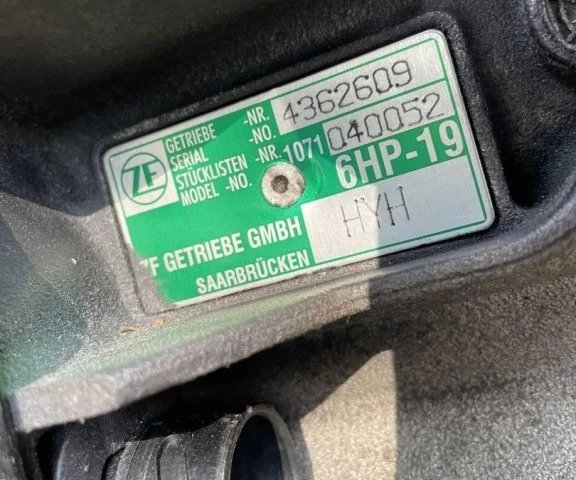 ZF
GETRIEBE -NR. 4362609
SERIAL -NO.
STÜCKLISTEN -NR. 1071 040052
MODEL -NO.
6HP-19
ZF GETRIEBE GMBH HYH
SAARBRÜCKEN